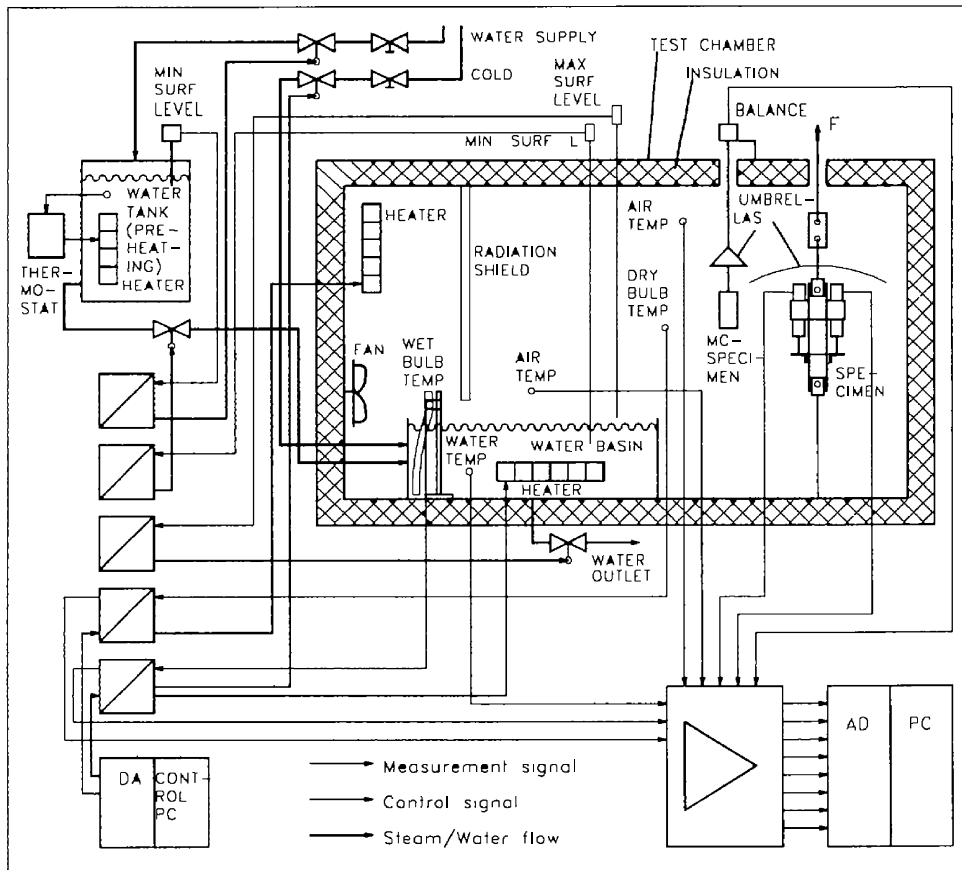 WATER SUPPLY
COLD
TEST CHAMBER
INSULATION
MAX
SURF
LEVEL
MIN SURF L
BALANCE
F
MIN
SURF
LEVEL
WATER
TANK
(PRE-
HEAT-
ING)
HEATER
THER-
MO-
STAT
HEATER
RADIATION
SHIELD
AIR
TEMP
UMBREL-
LAS
DRY
BULB
TEMP
FAN
WET
BULB
TEMP
AIR
TEMP
MC-
SPECI-
MEN
SPE-
CIMEN
WATER
TEMP
WATER BASIN
HEATER
WATER
OUTLET
DA
CONT-
ROL
PC
Measurement signal
Control signal
Steam/Water flow
AD
PC